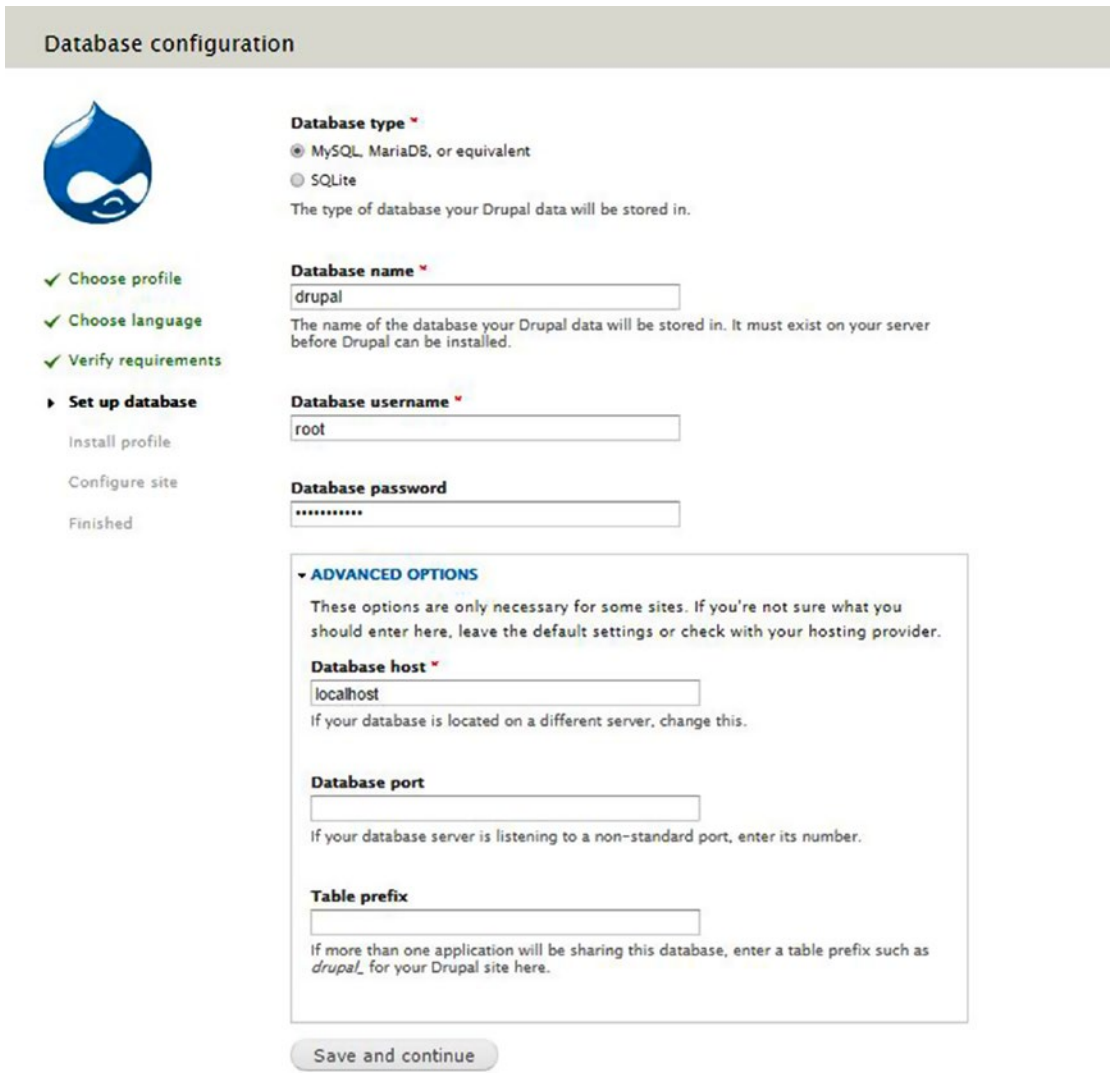 Database configuration
Choose profile
Choose language
Verify requirements
Set up database
Install profile
Configure site
Finished
Database type *
MySQL, MariaDB, or equivalent
SQLite
The type of database your Drupal data will be stored in.
Database name *
drupal
The name of the database your Drupal data will be stored in. It must exist on your server
before Drupal can be installed.
Database username *
root
Database password
•••••••••••
ADVANCED OPTIONS
These options are only necessary for some sites. If you're not sure what you
should enter here, leave the default settings or check with your hosting provider.
Database host *
localhost
If your database is located on a different server, change this.
Database port
If your database server is listening to a non-standard port, enter its number.
Table prefix
If more than one application will be sharing this database, enter a table prefix such as
drupal_ for your Drupal site here.
Save and continue